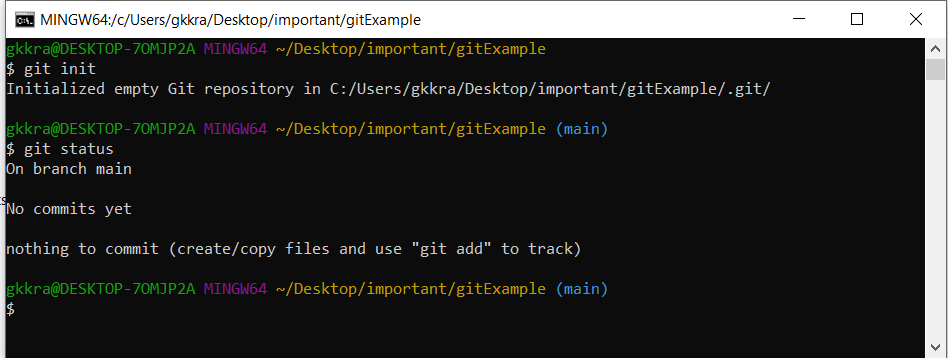 MINGW64:/c/Users/gkkra/Desktop/important/gitExample
gkkra@DESKTOP-7OMJP2A MINGW64 ~/Desktop/important/gitExample
$ git init
Initialized empty Git repository in C:/Users/gkkra/Desktop/important/gitExample/.git/
gkkra@DESKTOP-7OMJP2A MINGW64 ~/Desktop/important/gitExample (main)
$ git status
On branch main
No commits yet
nothing to commit (create/copy files and use "git add" to track)
gkkra@DESKTOP-7OMJP2A MINGW64 ~/Desktop/important/gitExample (main)
$